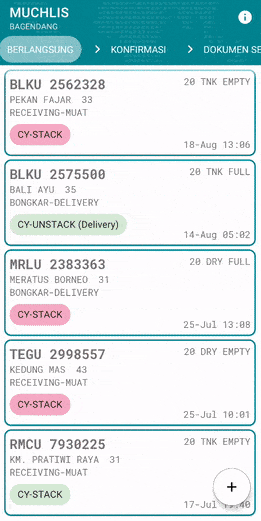 MUCHLIS
BAGENDANG
BERLANGSUNG > KONFIRMASI > DOKUMEN SE
BLKU 2562328 20 TNK EMPTY
PEKAN FAJAR 33
RECEIVING-MUAT
CY-STACK
18-Aug 13:06
BLKU 2575500 20 TNK FULL
BALI AYU 35
BONGKAR-DELIVERY
CY-UNSTACK (Delivery)
14-Aug 05:02
MRLU 2383363 20 DRY FULL
MERATUS BORNEO 31
BONGKAR-DELIVERY
CY-STACK
25-Jul 13:08
TEGU 2998557 20 DRY EMPTY
KEDUNG MAS 43
RECEIVING-MUAT
CY-STACK
25-Jul 10:01
RMCU 7930225 20 TNK EMPTY
KM. PRATIWI RAYA 31
RECEIVING-MUAT
CY-STACK
17-Jul